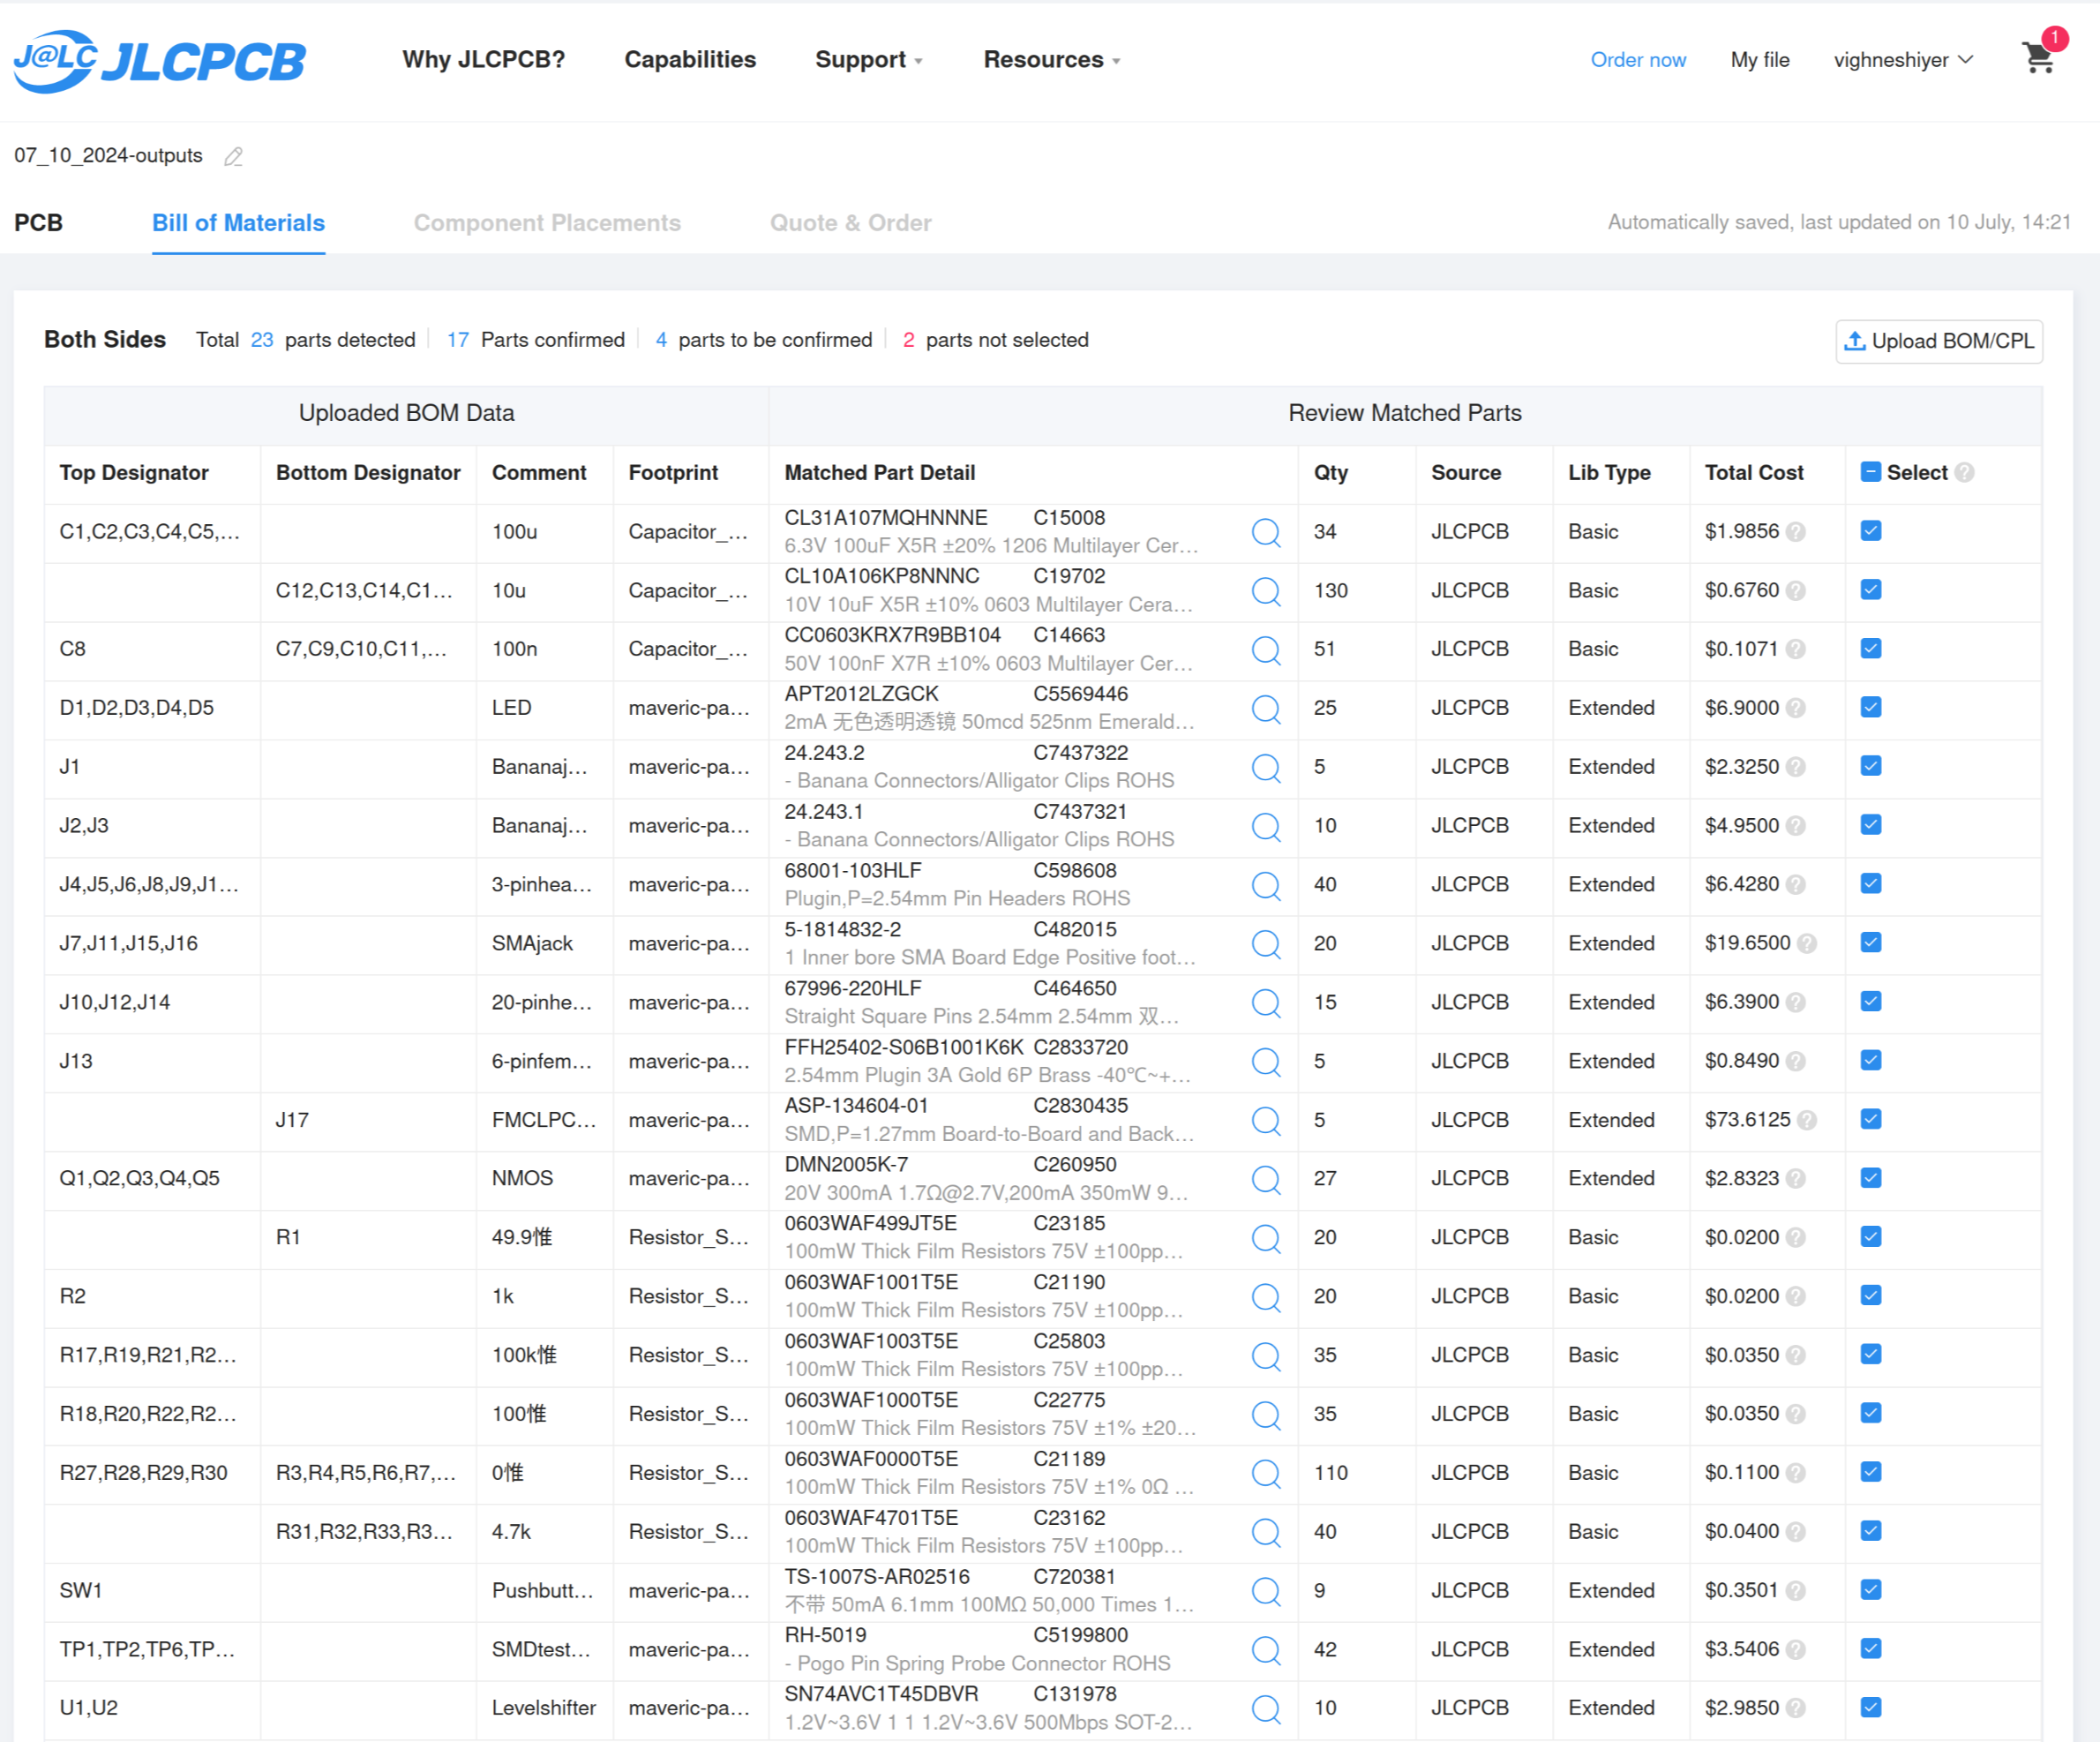 J@LC JLCPCB Why JLCPCB? Capabilities Support Resources Order now My file vighneshiyer 1
07_10_2024-outputs
PCB Bill of Materials Component Placements Quote & Order Automatically saved, last updated on 10 July, 14:21
Both Sides Total 23 parts detected 17 Parts confirmed 4 parts to be confirmed 2 parts not selected Upload BOM/CPL
Uploaded BOM Data Review Matched Parts
Top Designator Bottom Designator Comment Footprint Matched Part Detail Qty Source Lib Type Total Cost Select ?
C1,C2,C3,C4,C5,... 100u Capacitor_... CL31A107MQHNNNE C15008 34 JLCPCB Basic $1.9856 ?
6.3V 100uF X5R ±20% 1206 Multilayer Cer...
C12,C13,C14,C1... 10u Capacitor_... CL10A106KP8NNNC C19702 130 JLCPCB Basic $0.6760 ?
10V 10uF X5R ±10% 0603 Multilayer Cera...
C8 C7,C9,C10,C11,... 100n Capacitor_... CC0603KRX7R9BB104 C14663 51 JLCPCB Basic $0.1071 ?
50V 100nF X7R ±10% 0603 Multilayer Cer...
D1,D2,D3,D4,D5 LED maveric-pa... APT2012LZGCK C5569446 25 JLCPCB Extended $6.9000 ?
2mA 无色透明透镜 50mcd 525nm Emerald...
J1 Bananaj... maveric-pa... 24.243.2 C7437322 5 JLCPCB Extended $2.3250 ?
- Banana Connectors/Alligator Clips ROHS
J2,J3 Bananaj... maveric-pa... 24.243.1 C7437321 10 JLCPCB Extended $4.9500 ?
- Banana Connectors/Alligator Clips ROHS
J4,J5,J6,J8,J9,J1... 3-pinhea... maveric-pa... 68001-103HLF C598608 40 JLCPCB Extended $6.4280 ?
Plugin,P=2.54mm Pin Headers ROHS
J7,J11,J15,J16 SMAjack maveric-pa... 5-1814832-2 C482015 20 JLCPCB Extended $19.6500 ?
1 Inner bore SMA Board Edge Positive foot...
J10,J12,J14 20-pinhe... maveric-pa... 67996-220HLF C464650 15 JLCPCB Extended $6.3900 ?
Straight Square Pins 2.54mm 2.54mm 双...
J13 6-pinfem... maveric-pa... FFH25402-S06B1001K6K C2833720 5 JLCPCB Extended $0.8490 ?
2.54mm Plugin 3A Gold 6P Brass -40℃~+...
J17 FMCLPC... maveric-pa... ASP-134604-01 C2830435 5 JLCPCB Extended $73.6125 ?
SMD,P=1.27mm Board-to-Board and Back...
Q1,Q2,Q3,Q4,Q5 NMOS maveric-pa... DMN2005K-7 C260950 27 JLCPCB Extended $2.8323 ?
20V 300mA 1.7Ω@2.7V,200mA 350mW 9...
R1 49.9惟 Resistor_S... 0603WAF499JT5E C23185 20 JLCPCB Basic $0.0200 ?
100mW Thick Film Resistors 75V ±100pp...
R2 1k Resistor_S... 0603WAF1001T5E C21190 20 JLCPCB Basic $0.0200 ?
100mW Thick Film Resistors 75V ±100pp...
R17,R19,R21,R2... 100k惟 Resistor_S... 0603WAF1003T5E C25803 35 JLCPCB Basic $0.0350 ?
100mW Thick Film Resistors 75V ±100pp...
R18,R20,R22,R2... 100惟 Resistor_S... 0603WAF1000T5E C22775 35 JLCPCB Basic $0.0350 ?
100mW Thick Film Resistors 75V ±1% ±20...
R27,R28,R29,R30 R3,R4,R5,R6,R7,... 0惟 Resistor_S... 0603WAF0000T5E C21189 110 JLCPCB Basic $0.1100 ?
100mW Thick Film Resistors 75V ±1% 0Ω ...
R31,R32,R33,R3... 4.7k Resistor_S... 0603WAF4701T5E C23162 40 JLCPCB Basic $0.0400 ?
100mW Thick Film Resistors 75V ±100pp...
SW1 Pushbutt... maveric-pa... TS-1007S-AR02516 C720381 9 JLCPCB Extended $0.3501 ?
不带 50mA 6.1mm 100MΩ 50,000 Times 1...
TP1,TP2,TP6,TP... SMDtest... maveric-pa... RH-5019 C5199800 42 JLCPCB Extended $3.5406 ?
- Pogo Pin Spring Probe Connector ROHS
U1,U2 Levelshifter maveric-pa... SN74AVC1T45DBVR C131978 10 JLCPCB Extended $2.9850 ?
1.2V~3.6V 1 1 1.2V~3.6V 500Mbps SOT-2...